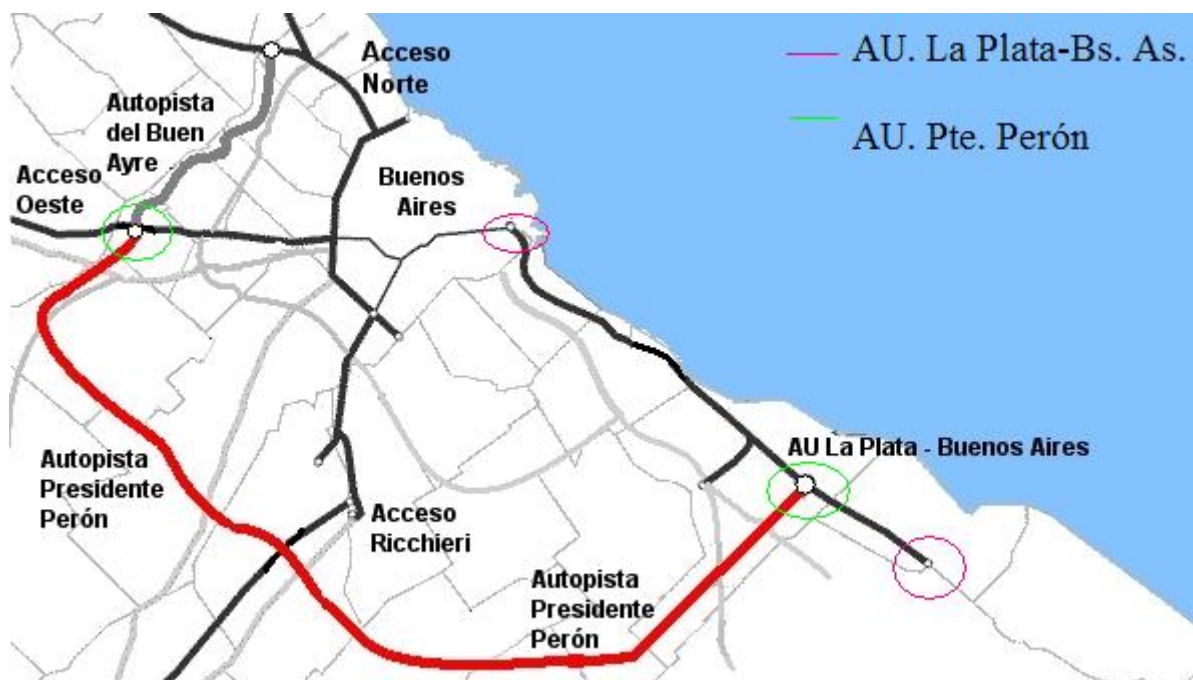 Acceso
Norte
AU. La Plata-Bs. As.
Autopista
del Buen
Ayre
AU. Pte. Perón
Acceso
Oeste
Buenos
Aires
AU La Plata - Buenos Aires
Autopista
Presidente
Perón
Acceso
Ricchieri
Autopista
Presidente
Perón